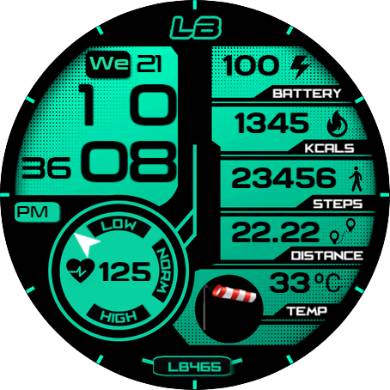 LB
We 21
10
36 08
PM
100
BATTERY
1345
KCALS
23456
STEPS
22.22
DISTANCE
33°C
TEMP
LOW
NORM
HIGH
125
LB465